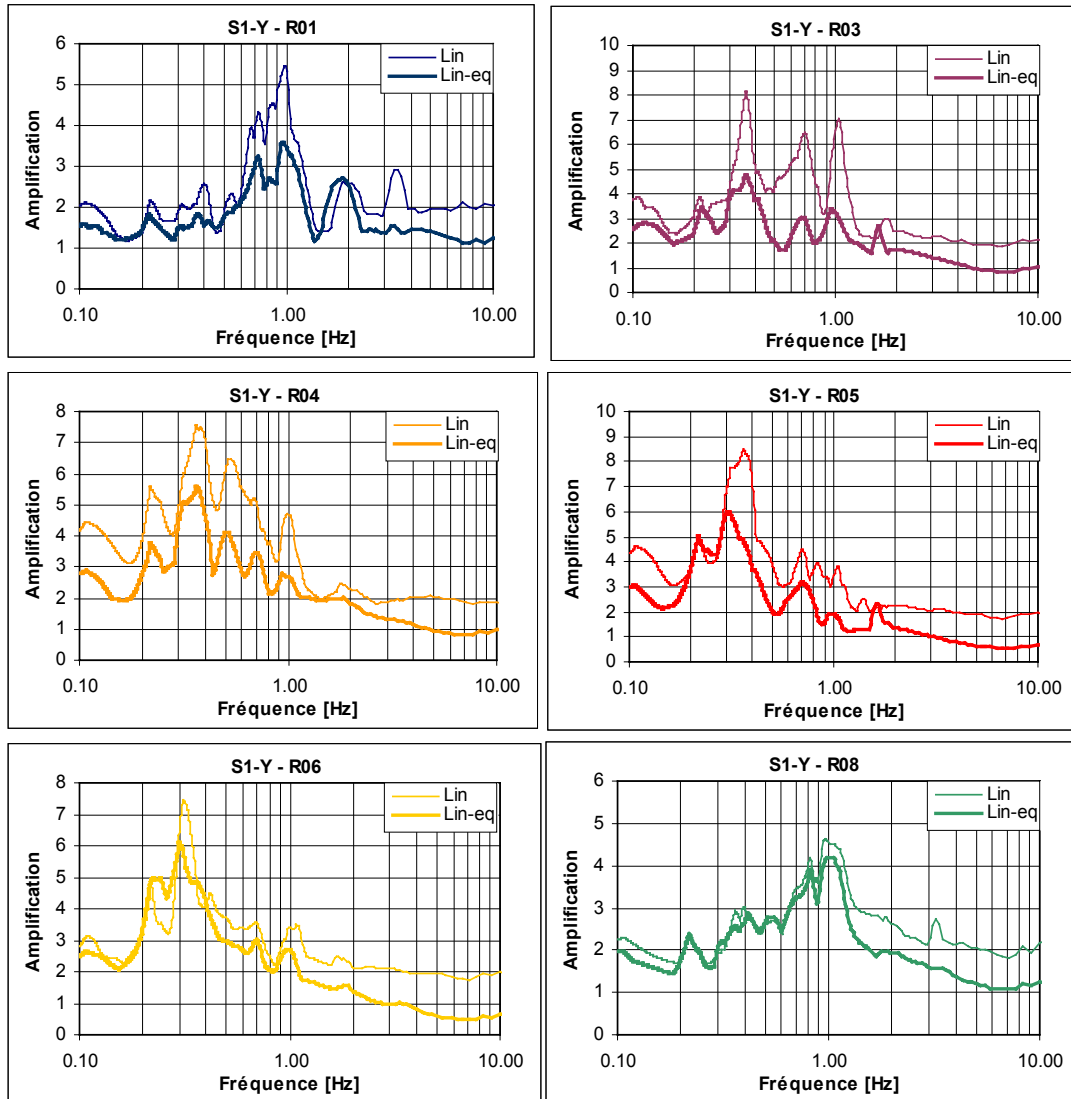 S1-Y - R01
6
5
4
3
2
1
0
Amplification
Lin
Lin-eq
0.10
1.00
10.00
Fréquence [Hz]
S1-Y - R03
10
9
8
7
6
5
4
3
2
1
0
Amplification
Lin
Lin-eq
0.10
1.00
10.00
Fréquence [Hz]
S1-Y - R04
8
7
6
5
4
3
2
1
0
Amplification
Lin
Lin-eq
0.10
1.00
10.00
Fréquence [Hz]
S1-Y - R05
10
9
8
7
6
5
4
3
2
1
0
Amplification
Lin
Lin-eq
0.10
1.00
10.00
Fréquence [Hz]
S1-Y - R06
8
7
6
5
4
3
2
1
0
Amplification
Lin
Lin-eq
0.10
1.00
10.00
Fréquence [Hz]
S1-Y - R08
6
5
4
3
2
1
0
Amplification
Lin
Lin-eq
0.10
1.00
10.00
Fréquence [Hz]